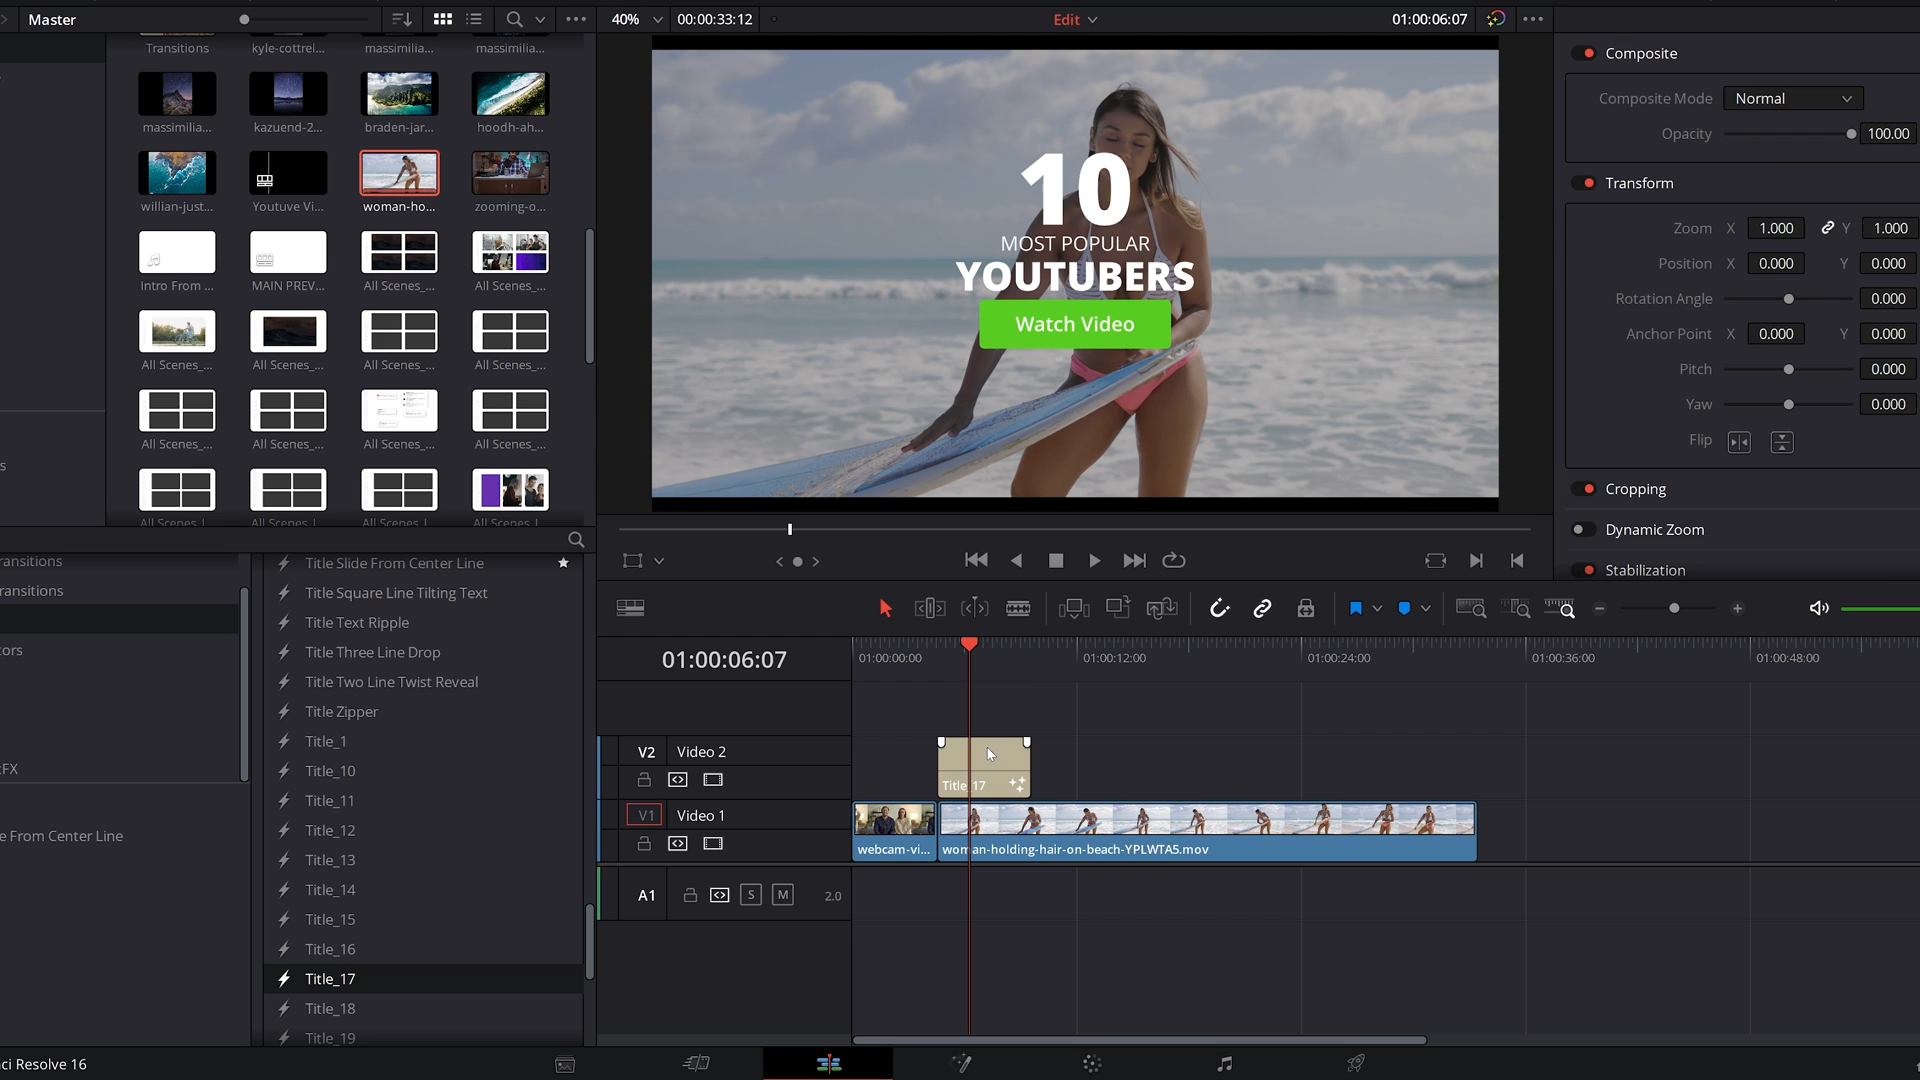 Master
40%
00:00:33:12
Edit
01:00:06:07
Transitions
kyle-cottrel...
massimilia...
massimilia...
massimilia...
kazuend-2...
braden-jar...
hoodh-ah...
willian-just...
Youtuve Vi...
woman-ho...
zooming-o...
Intro From ...
MAIN PREV...
All Scenes_...
All Scenes_...
All Scenes_...
All Scenes_...
All Scenes_...
All Scenes_...
All Scenes_...
All Scenes_...
All Scenes_...
All Scenes_...
10
MOST POPULAR
YOUTUBERS
Watch Video
Composite
Composite Mode
Normal
Opacity
100.00
Transform
Zoom X 1.000 Y 1.000
Position X 0.000 Y 0.000
Rotation Angle 0.000
Anchor Point X 0.000 Y 0.000
Pitch 0.000
Yaw 0.000
Flip
Cropping
Dynamic Zoom
Stabilization
ransitions
ransitions
ors
FX
e From Center Line
Title Slide From Center Line
Title Square Line Tilting Text
Title Text Ripple
Title Three Line Drop
Title Two Line Twist Reveal
Title Zipper
Title_1
Title_10
Title_11
Title_12
Title_13
Title_14
Title_15
Title_16
Title_17
Title_18
Title_19
01:00:06:07
01:00:00:00
01:00:12:00
01:00:24:00
01:00:36:00
01:00:48:00
V2 Video 2
Title_17
V1 Video 1
webcam-vi...
woman-holding-hair-on-beach-YPLWTA5.mov
A1
S
M
2.0
ci Resolve 16